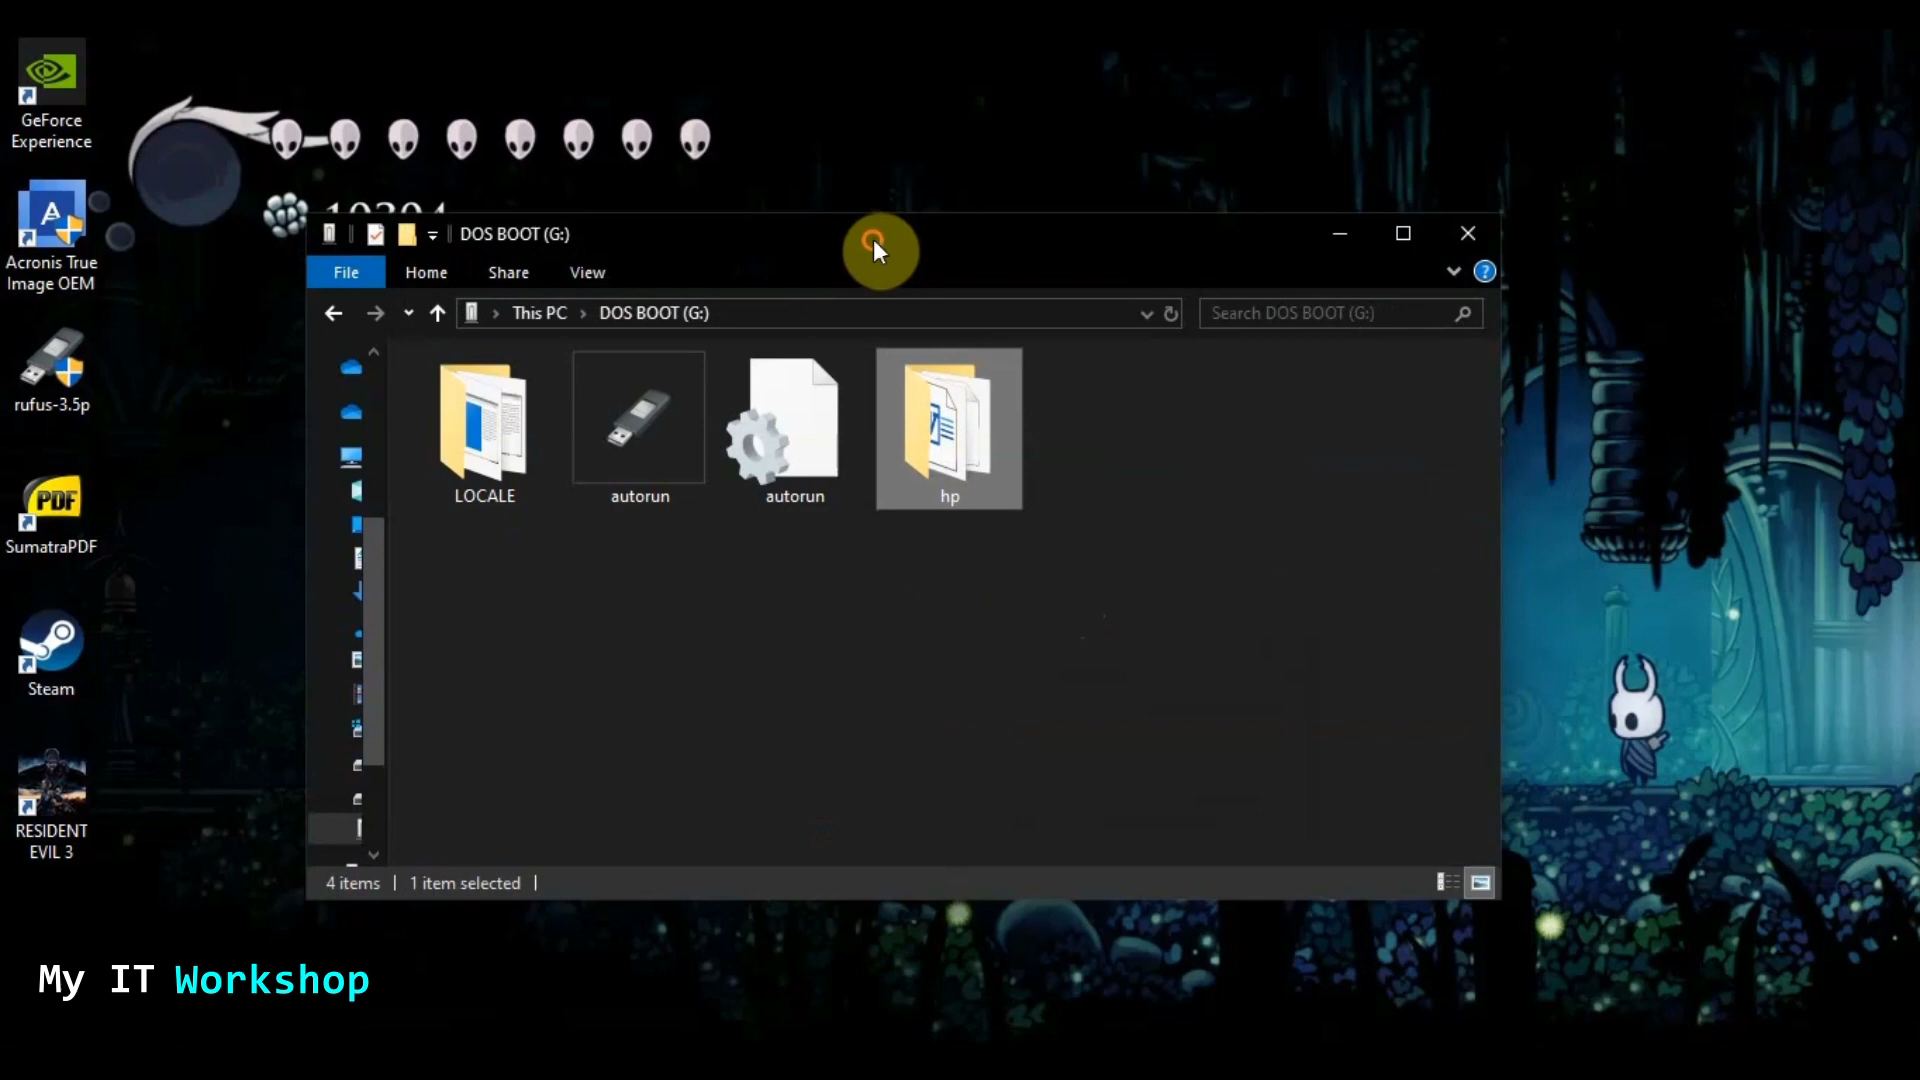 GeForce
Experience
Acronis True
Image OEM
rufus-3.5p
PDF
SumatraPDF
Steam
RESIDENT
EVIL 3
DOS BOOT (G:)
File Home Share View
This PC > DOS BOOT (G:)
Search DOS BOOT (G:)
LOCALE autorun autorun hp
4 items 1 item selected
My IT Workshop